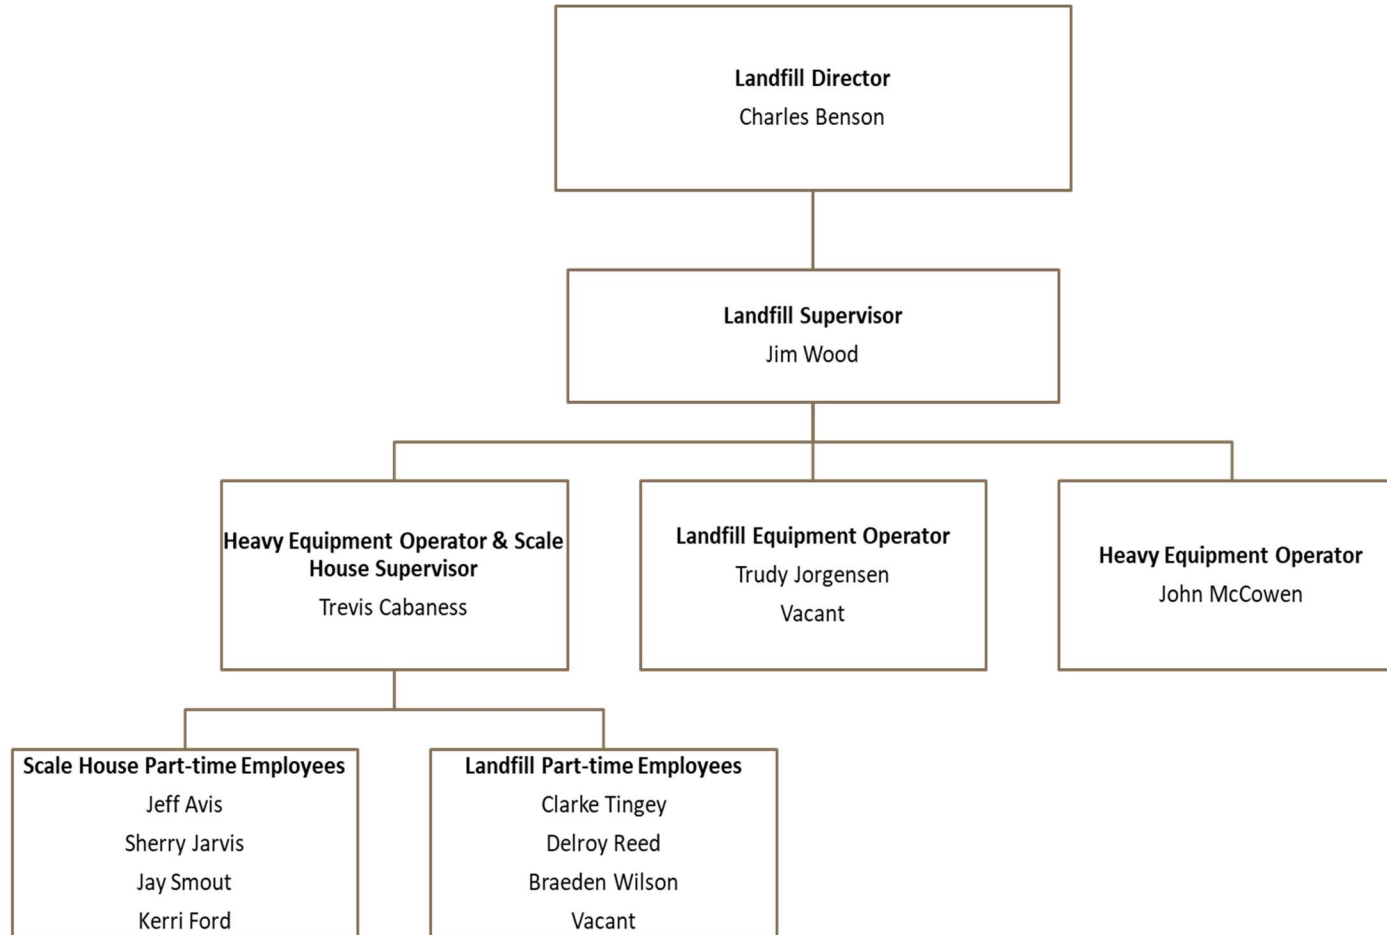 Landfill Director
Charles Benson
Landfill Supervisor
Jim Wood
Heavy Equipment Operator & Scale
House Supervisor
Trevis Cabaness
Landfill Equipment Operator
Trudy Jorgensen
Vacant
Heavy Equipment Operator
John McCowen
Scale House Part-time Employees
Jeff Avis
Sherry Jarvis
Jay Smout
Kerri Ford
Landfill Part-time Employees
Clarke Tingey
Delroy Reed
Braeden Wilson
Vacant